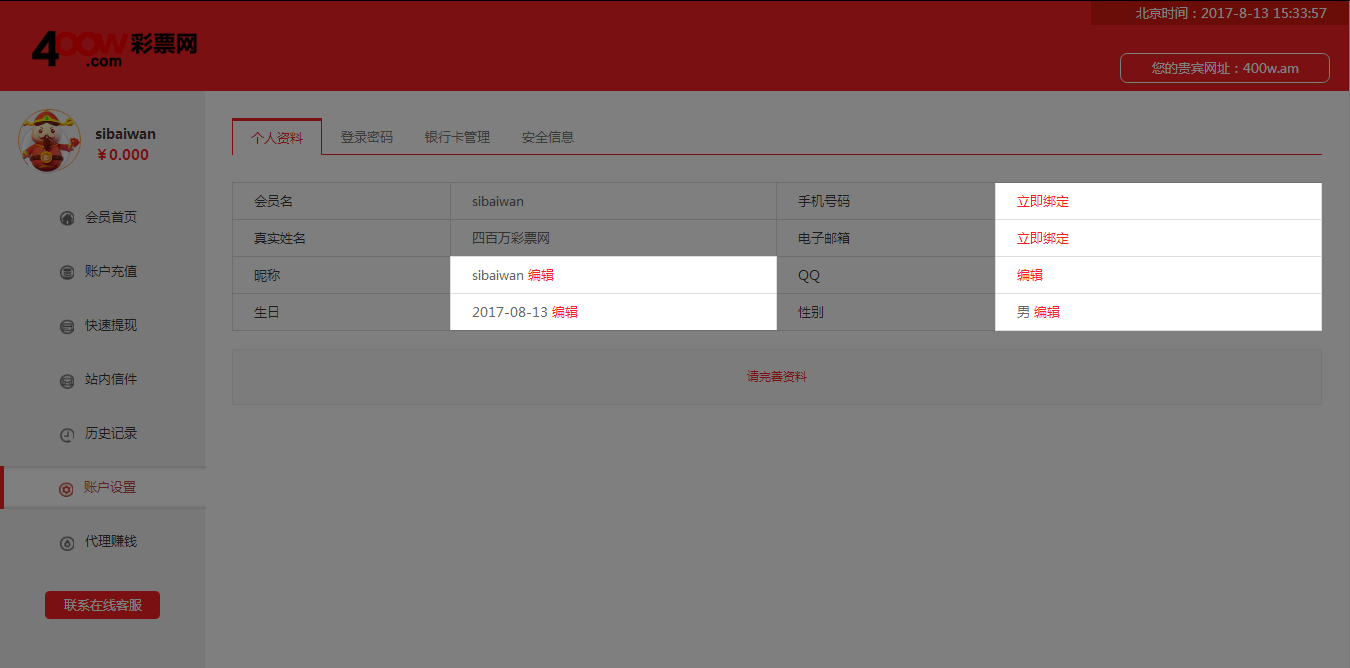 北京时间：2017-8-13 15:33:57
400w彩票网
.com
您的贵宾网址：400w.am
sibaiwan
￥0.000
会员首页
账户充值
快速提现
站内信件
历史记录
账户设置
代理赚钱
联系在线客服
个人资料 登录密码 银行卡管理 安全信息
会员名 sibaiwan 手机号码 立即绑定
真实姓名 四百万彩票网 电子邮箱 立即绑定
昵称 sibaiwan 编辑 QQ 编辑
生日 2017-08-13 编辑 性别 男 编辑
请完善资料